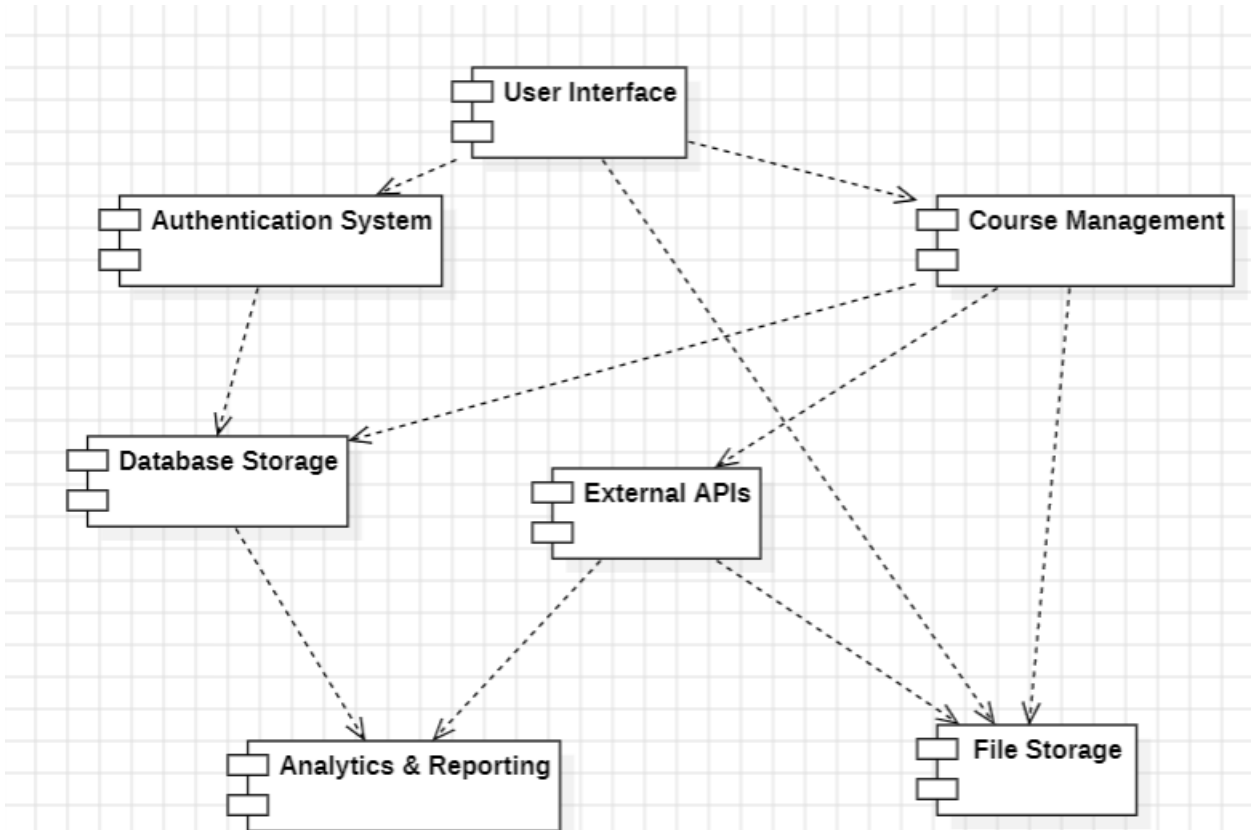 User Interface
Authentication System
Course Management
Database Storage
External APIs
File Storage
Analytics & Reporting